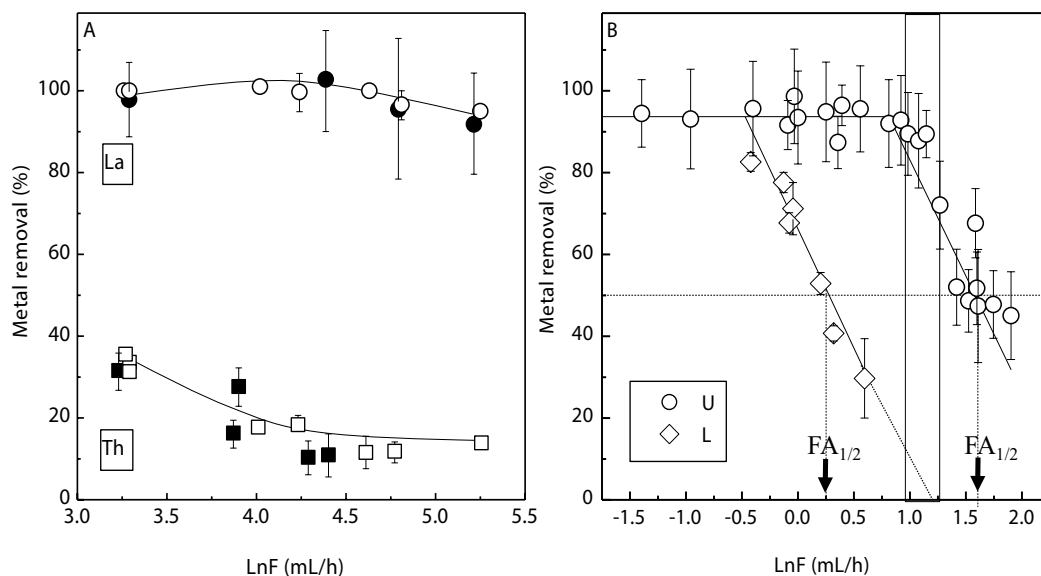 A
Metal removal (%)
100
80
60
40
20
0
La
Th
3.0 3.5 4.0 4.5 5.0 5.5
LnF (mL/h)
B
Metal removal (%)
100
80
60
40
20
0
U
L
FA1/2
FA1/2
-1.5 -1.0 -0.5 0.0 0.5 1.0 1.5 2.0
LnF (mL/h)